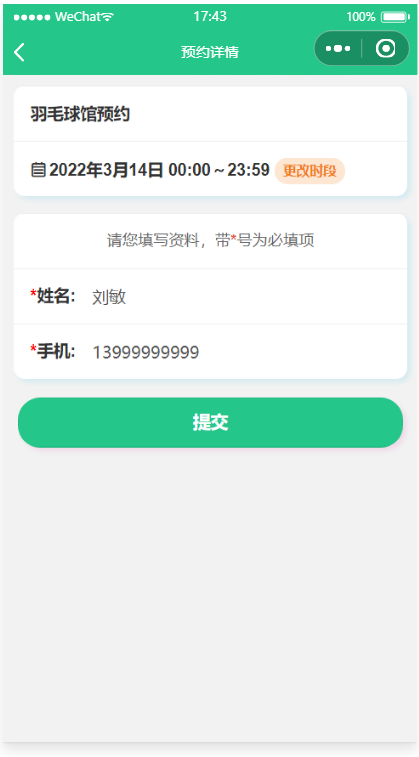 WeChat 17:43 100%
预约详情
羽毛球馆预约
2022年3月14日 00:00～23:59 更改时段
请您填写资料，带*号为必填项
*姓名: 刘敏
*手机: 13999999999
提交